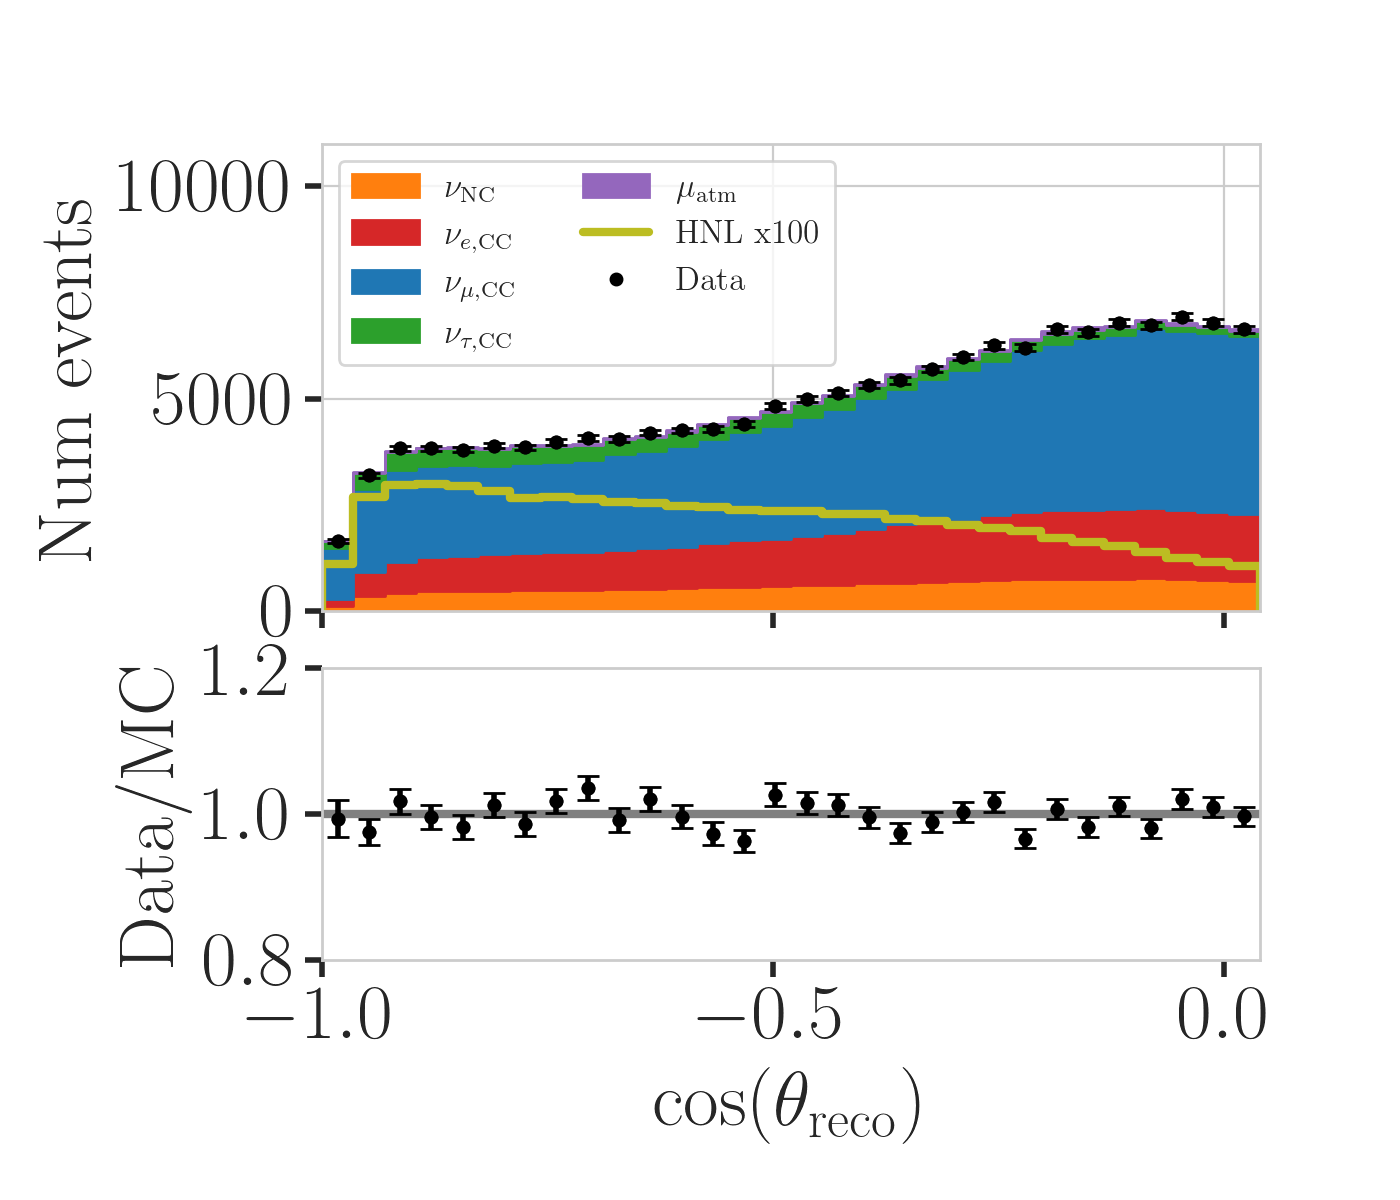 Num events
10000
5000
0
ν_NC
ν_e,CC
ν_μ,CC
ν_τ,CC
μ_atm
HNL x100
Data
Data/MC
1.2
1.0
0.8
−1.0 −0.5 0.0
cos(θ_reco)